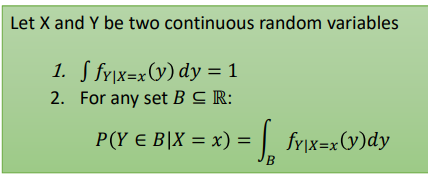 Let X and Y be two continuous random variables
1. ∫ f_{Y|X=x}(y) dy = 1
2. For any set B ⊆ ℝ:
P(Y ∈ B|X = x) = ∫_B f_{Y|X=x}(y)dy